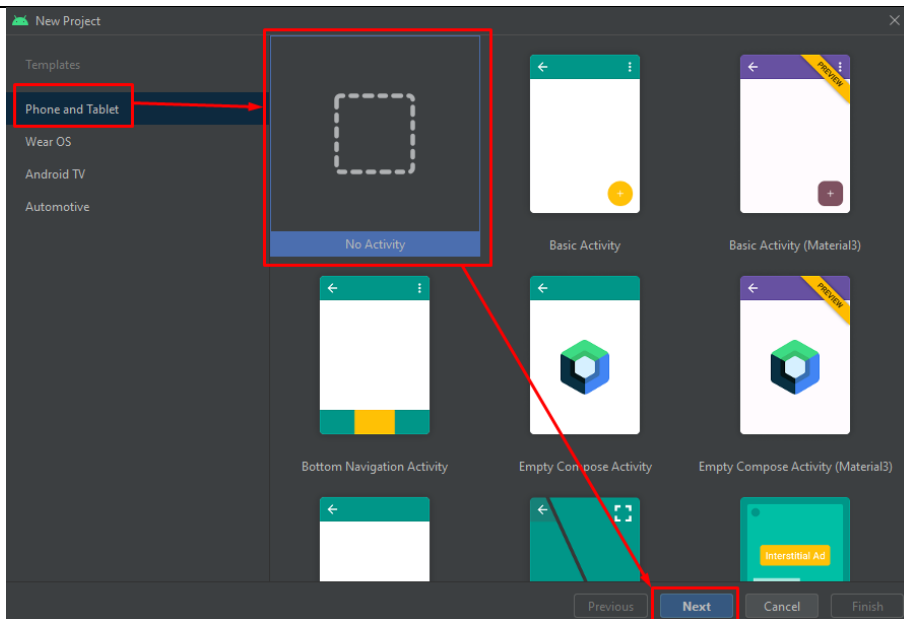 New Project
Templates
Phone and Tablet
Wear OS
Android TV
Automotive
No Activity
Basic Activity
PREVIEW
Basic Activity (Material3)
Bottom Navigation Activity
Empty Compose Activity
PREVIEW
Empty Compose Activity (Material3)
Interstitial Ad
Previous
Next
Cancel
Finish